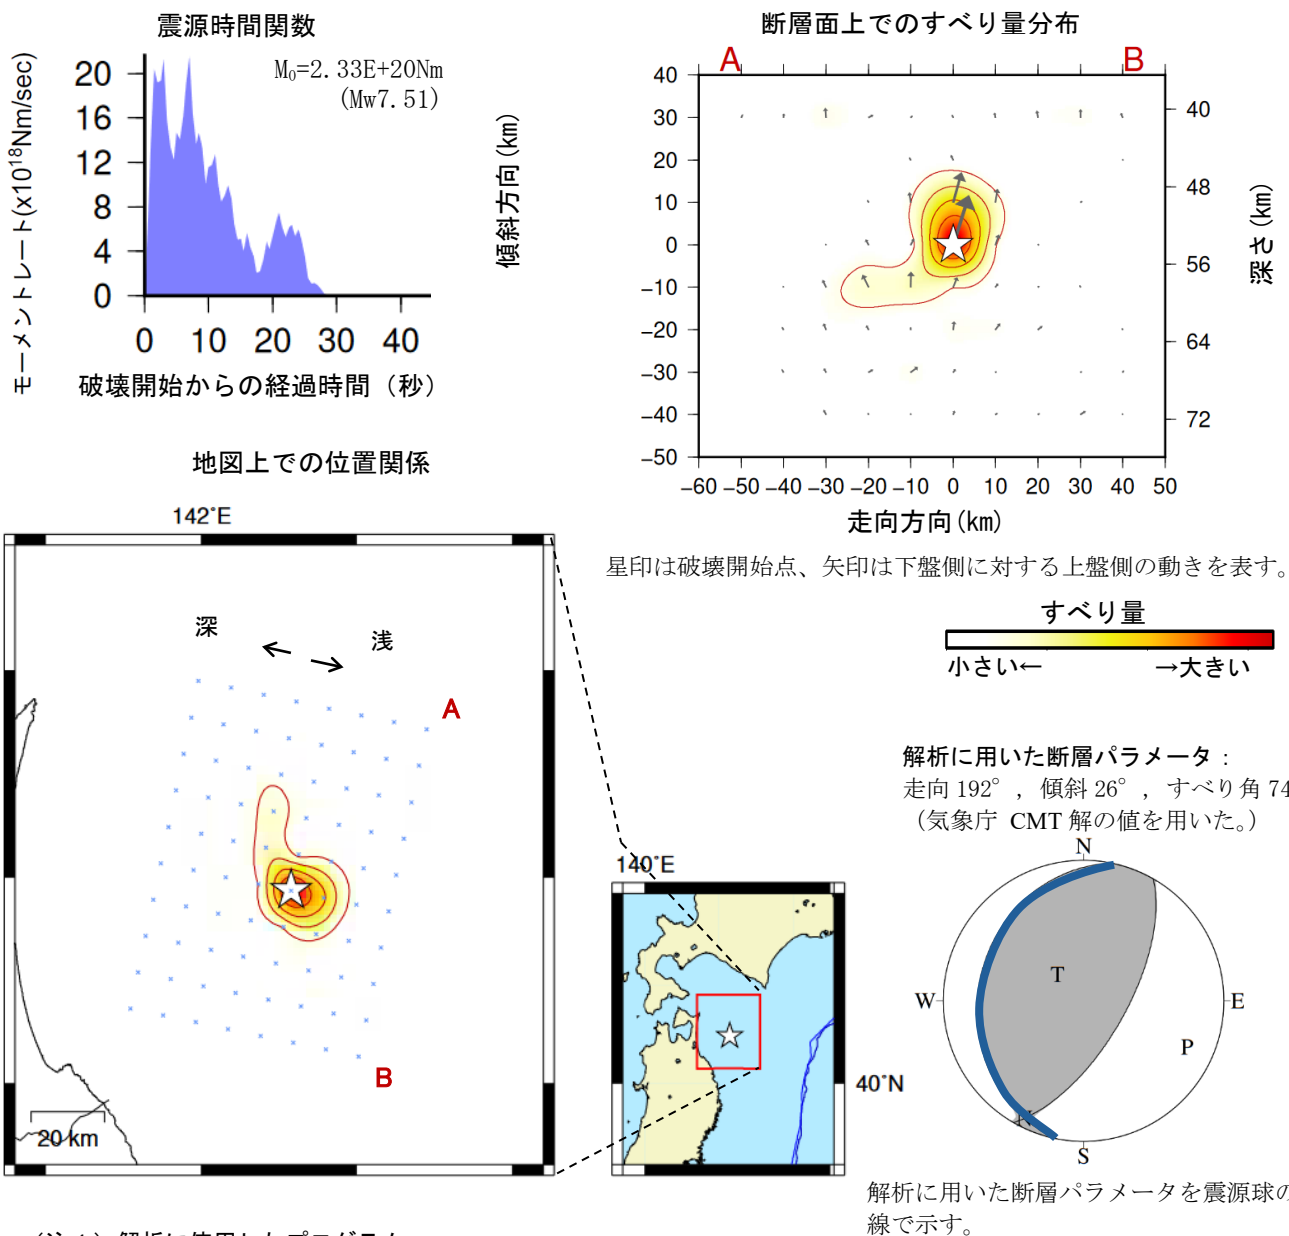 震源時間関数
M0=2.33E+20Nm
(Mw7.51)
モーメントレート(x10^18Nm/sec)
20
16
12
8
4
0
0 10 20 30 40
破壊開始からの経過時間（秒）
断層面上でのすべり量分布
A B
傾斜方向(km)
40
30
20
10
0
−10
−20
−30
−40
−50
40
48
56
64
72
深さ(km)
−60 −50 −40 −30 −20 −10 0 10 20 30 40 50
走向方向(km)
星印は破壊開始点、矢印は下盤側に対する上盤側の動きを表す。
すべり量
小さい← →大きい
地図上での位置関係
142°E
深 浅
A
B
20 km
140°E
40°N
解析に用いた断層パラメータ：
走向 192°，傾斜 26°，すべり角 74
（気象庁 CMT 解の値を用いた。）
N
T
W E
P
N
S
解析に用いた断層パラメータを震源球の
線で示す。